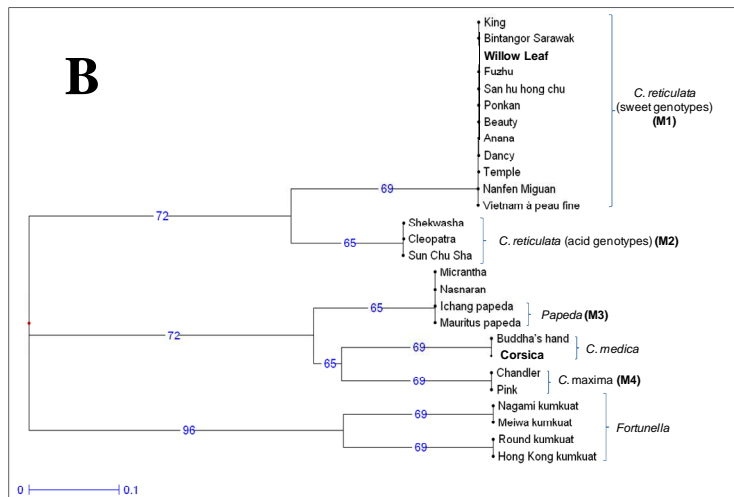 B
King
Bintangor Sarawak
Willow Leaf
Fuzhu
San hu hong chu
Ponkan
Beauty
Anana
Dancy
Temple
Nanfen Miguan
Vietnam à peau fine
C. reticulata
(sweet genotypes)
(M1)
69
72
Shekwasha
Cleopatra
Sun Chu Sha
65
C. reticulata (acid genotypes) (M2)
Micrantha
Nasnaran
Ichang papeda
Mauritus papeda
65
Papeda (M3)
72
Buddha's hand
Corsica
69
C. medica
65
Chandler
Pink
69
C. maxima (M4)
Nagami kumkuat
Meiwa kumkuat
69
96
Round kumkuat
Hong Kong kumkuat
69
Fortunella
0 0.1